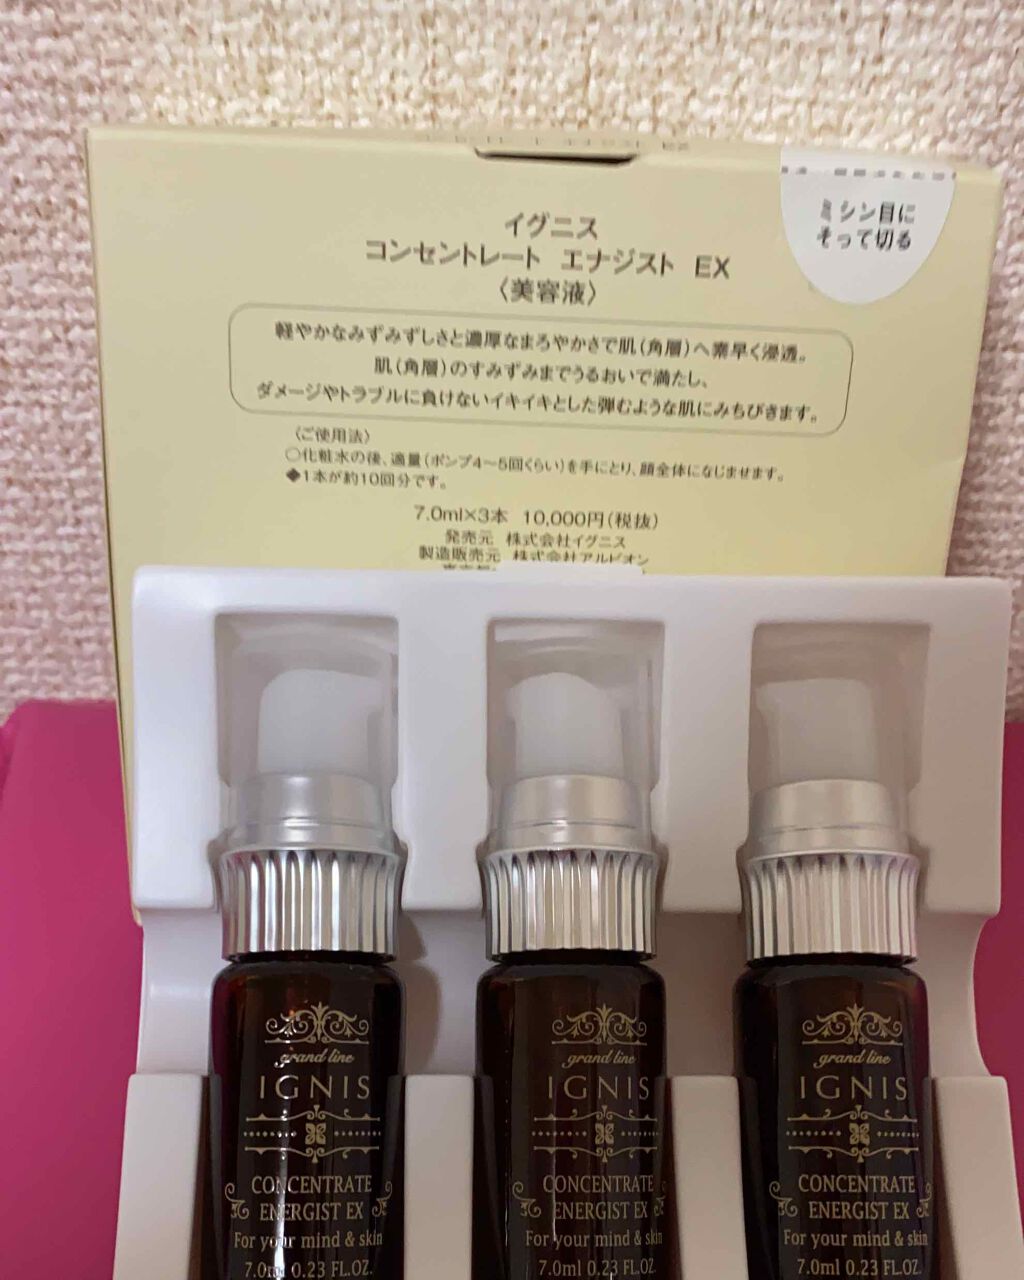 ミシン目に
そって切る
イグニス
コンセントレート エナジスト EX
〈美容液〉
軽やかなみずみずしさと濃厚なまろやかさで肌(角層)へ素早く浸透。
肌(角層)のすみずみまでうるおいで満たし、
ダメージやトラブルに負けないイキイキとした弾むような肌にみちびきます。
〈ご使用法〉
○化粧水の後、適量(ポンプ4〜5回くらい)を手にとり、顔全体になじませます。
◆1本が約10回分です。
7.0ml×3本 10,000円(税抜)
発売元 株式会社イグニス
製造販売元 株式会社アルビオン
grand line
IGNIS
CONCENTRATE
ENERGIST EX
For your mind & skin
7.0ml 0.23 FL.OZ.
grand line
IGNIS
CONCENTRATE
ENERGIST EX
For your mind & skin
7.0ml 0.23 FL.OZ.
grand line
IGNIS
CONCENTRATE
ENERGIST EX
For your mind & skin
7.0ml 0.23 FL.OZ.